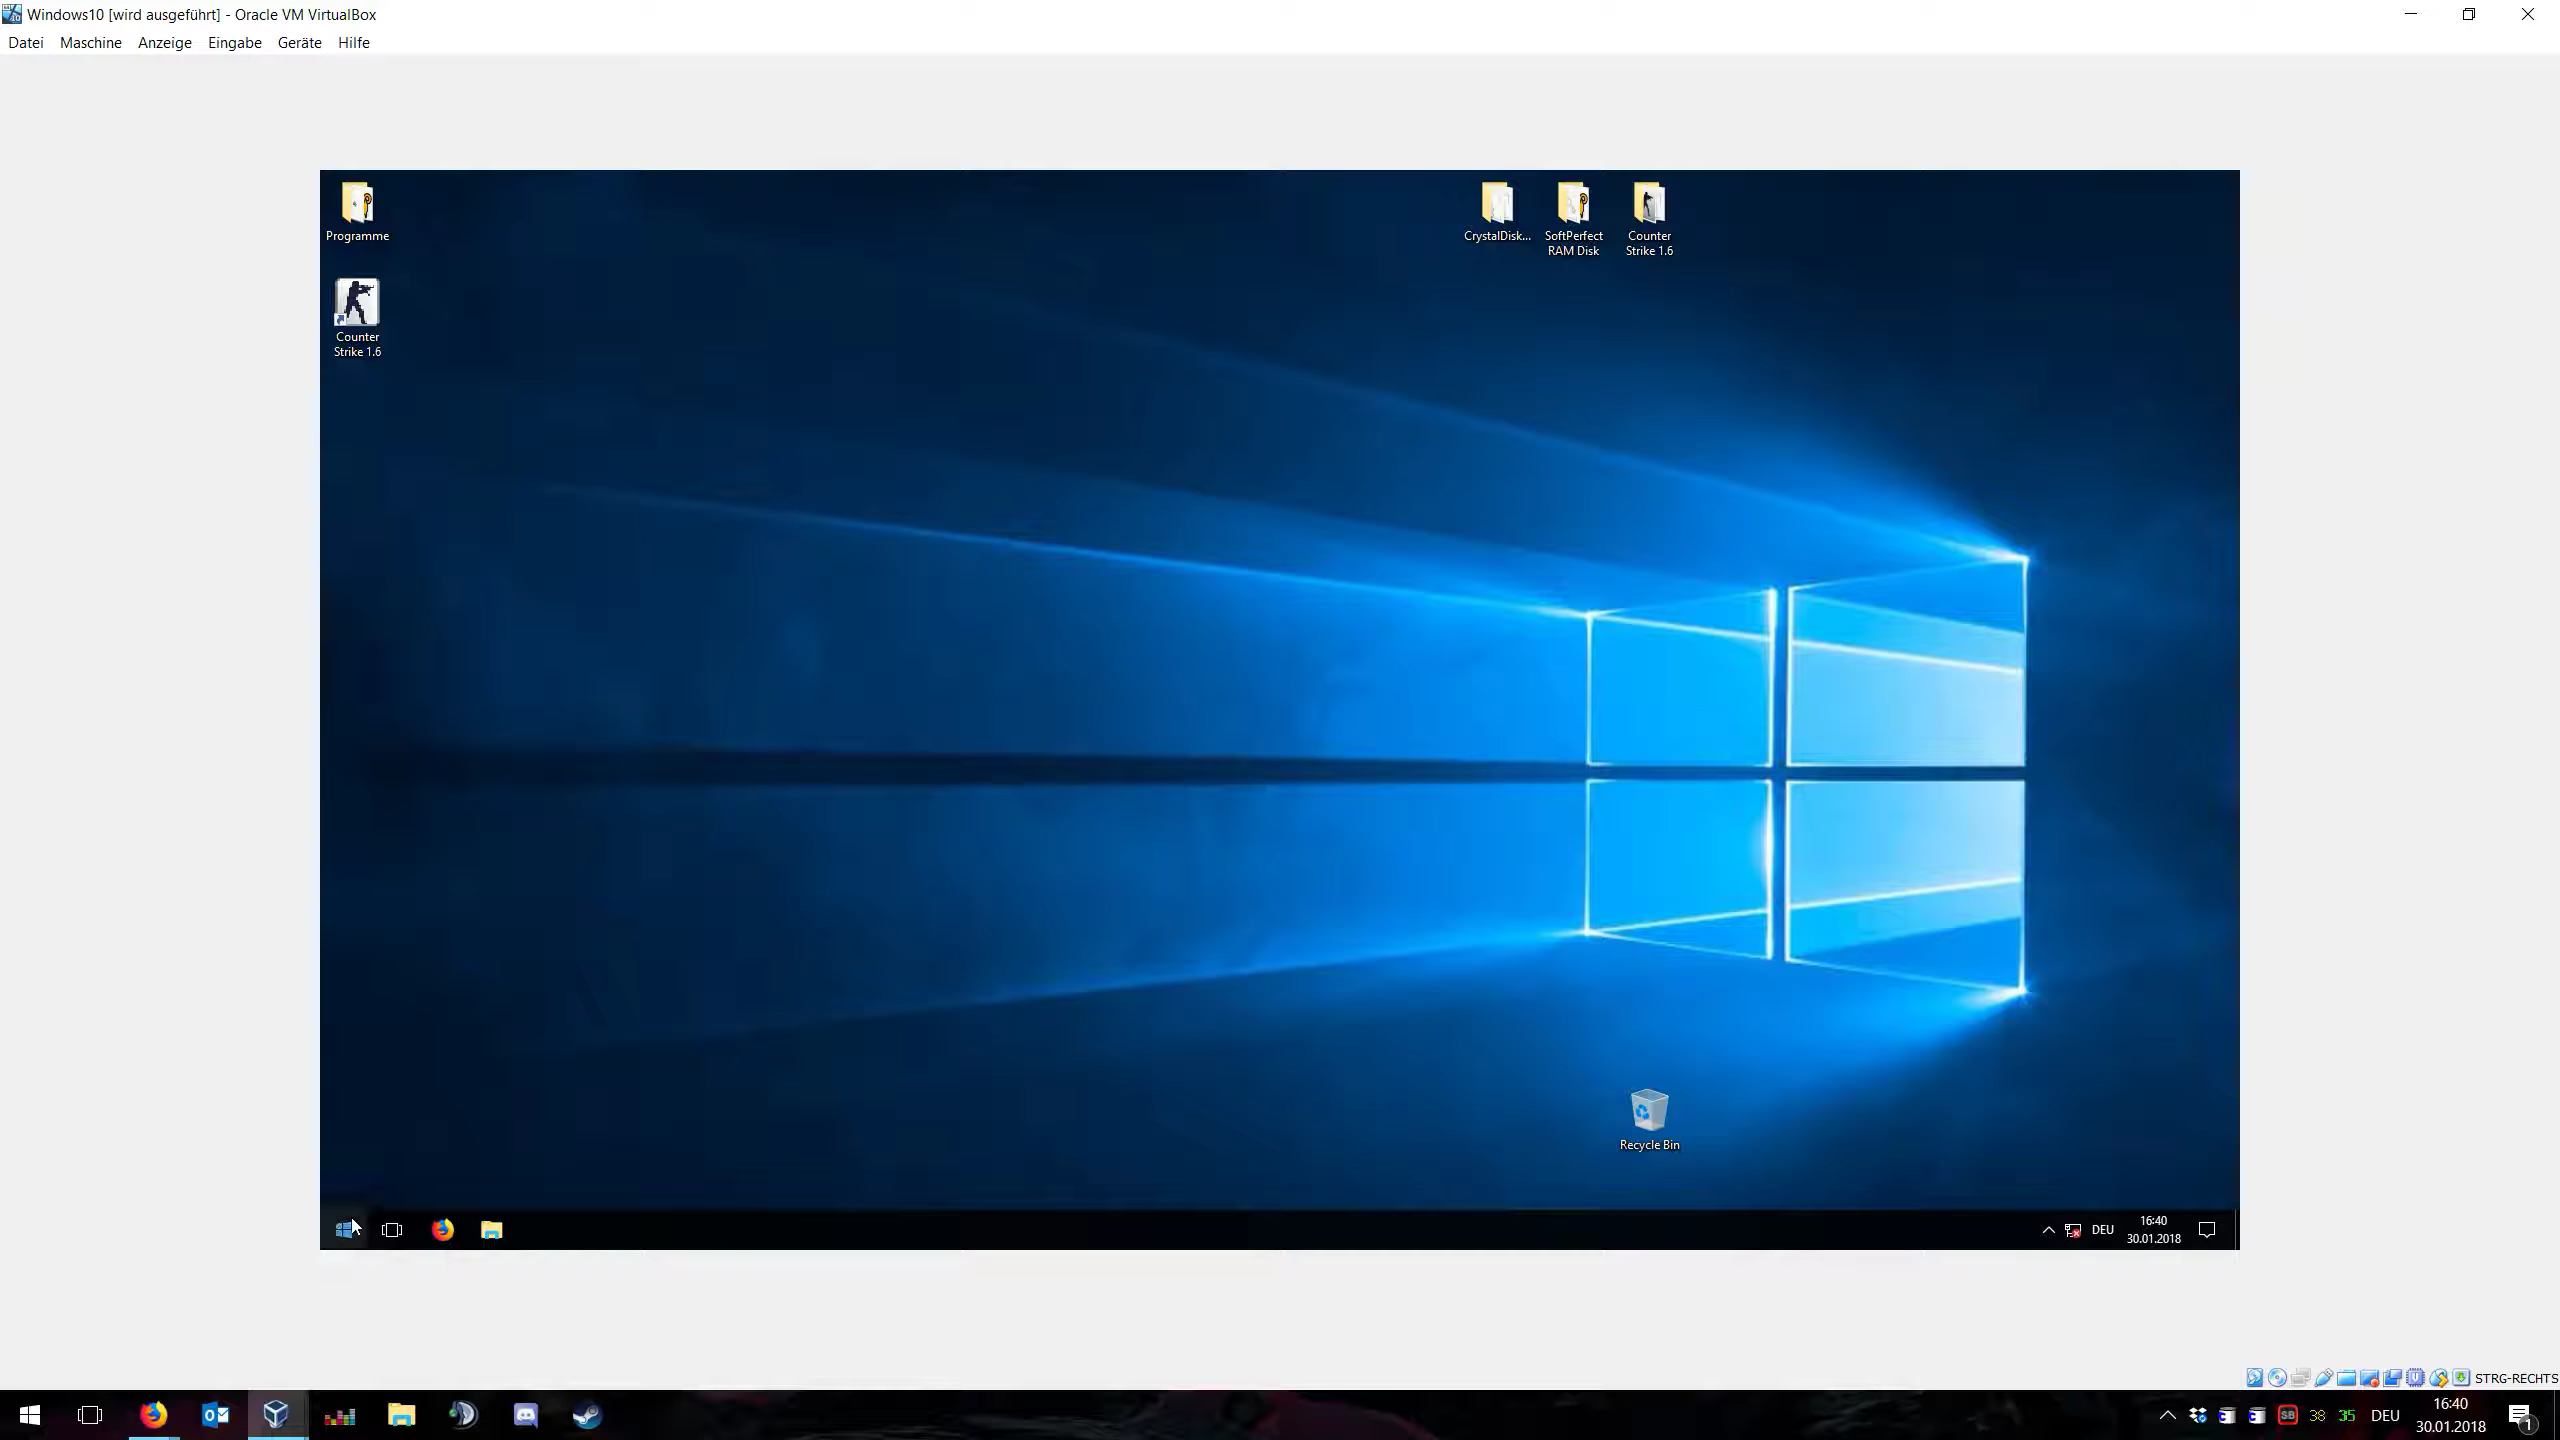 Windows10 [wird ausgeführt] - Oracle VM VirtualBox
Datei Maschine Anzeige Eingabe Geräte Hilfe
Programme
CrystalDisk...
SoftPerfect
RAM Disk
Counter
Strike 1.6
Counter
Strike 1.6
Recycle Bin
DEU
16:40
30.01.2018
STRG-RECHTS
SB 38 35 DEU
16:40
30.01.2018
1